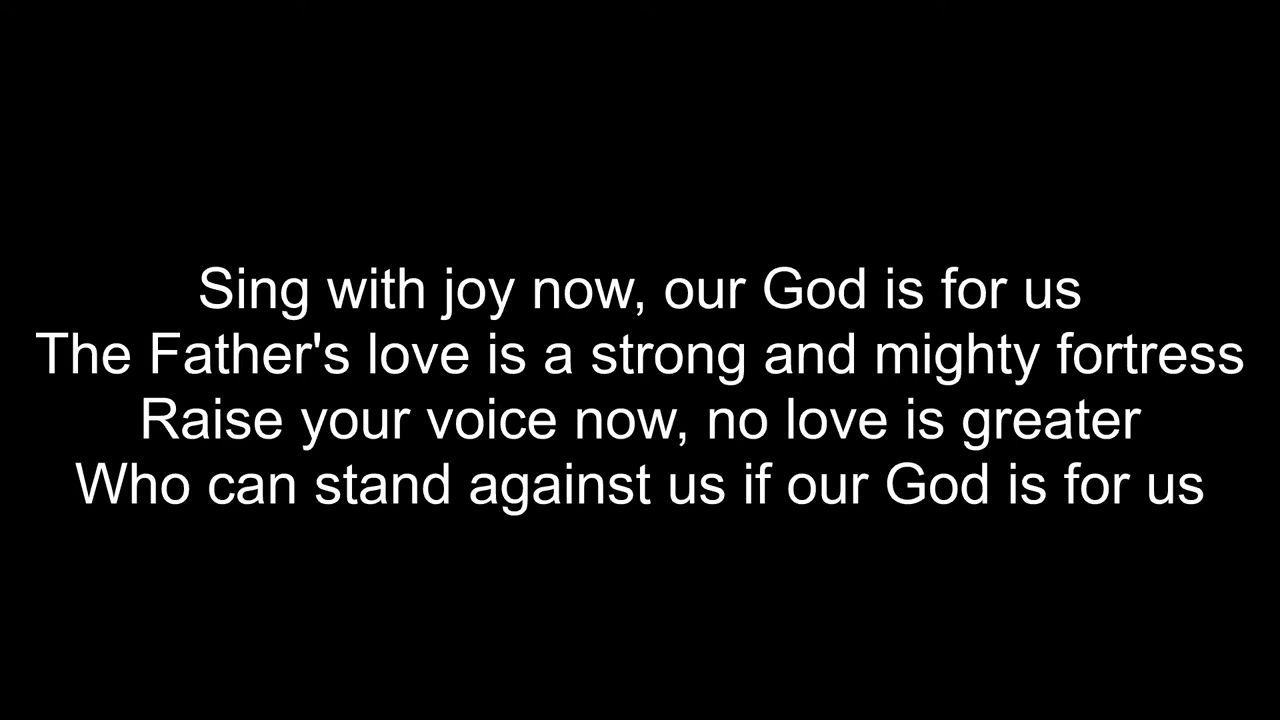 Sing with joy now, our God is for us
The Father's love is a strong and mighty fortress
Raise your voice now, no love is greater
Who can stand against us if our God is for us